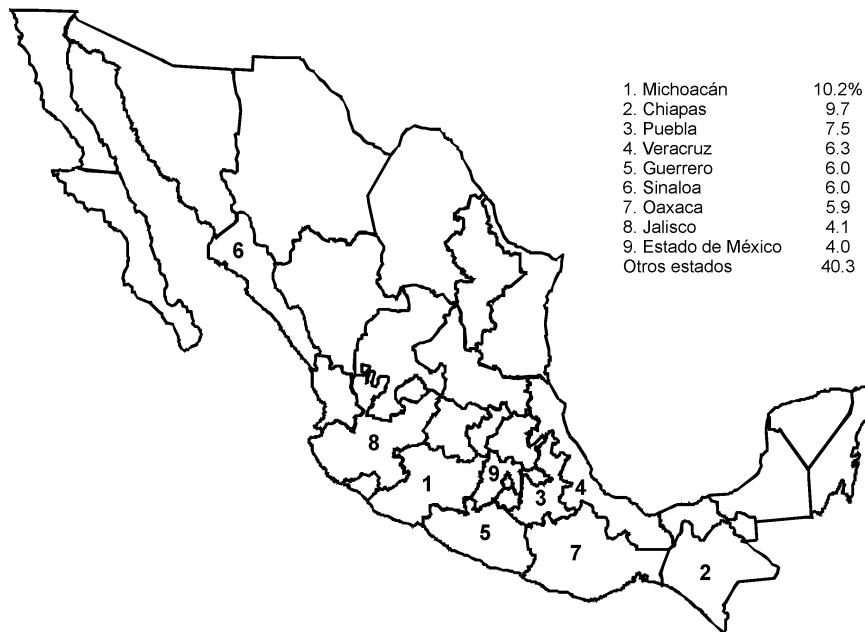 1. Michoacán 10.2%
2. Chiapas 9.7
3. Puebla 7.5
4. Veracruz 6.3
5. Guerrero 6.0
6. Sinaloa 6.0
7. Oaxaca 5.9
8. Jalisco 4.1
9. Estado de México 4.0
Otros estados 40.3
6
8
9
1
3
4
5
7
2